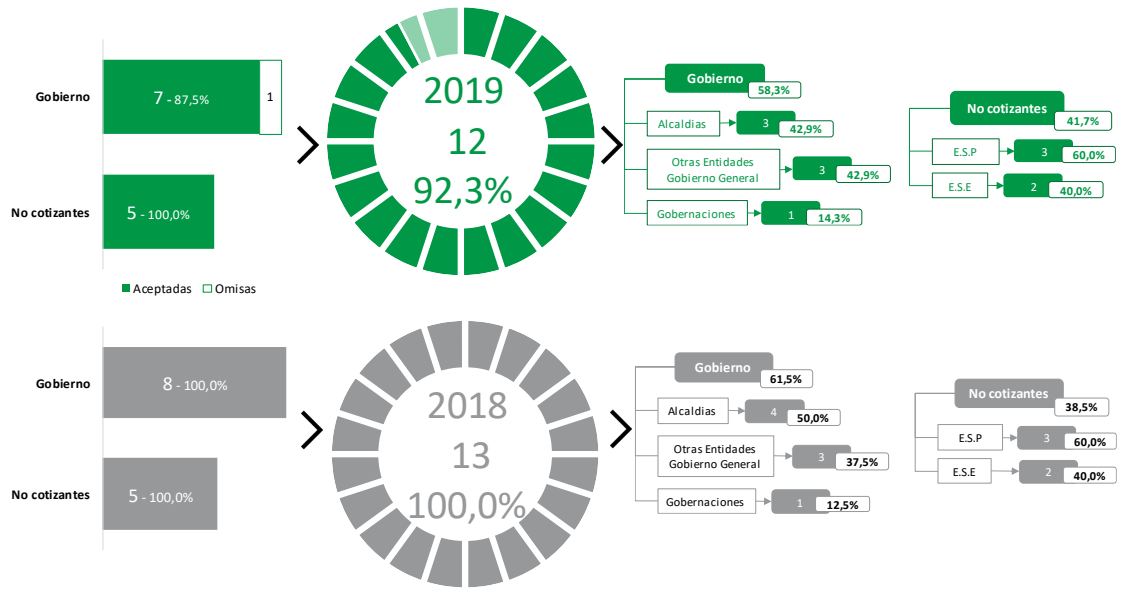 Gobierno
7 - 87,5%
1
No cotizantes
5 - 100,0%
Aceptadas
Omisas
2019
12
92,3%
Gobierno
58,3%
Alcaldias
3
42,9%
Otras Entidades
Gobierno General
3
42,9%
Gobernaciones
1
14,3%
No cotizantes
41,7%
E.S.P
3
60,0%
E.S.E
2
40,0%
Gobierno
8 - 100,0%
No cotizantes
5 - 100,0%
2018
13
100,0%
Gobierno
61,5%
Alcaldias
4
50,0%
Otras Entidades
Gobierno General
3
37,5%
Gobernaciones
1
12,5%
No cotizantes
38,5%
E.S.P
3
60,0%
E.S.E
2
40,0%